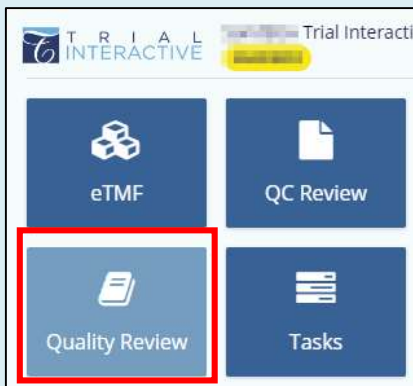 TRIAL
INTERACTIVE
Trial Interacti
eTMF
QC Review
Quality Review
Tasks